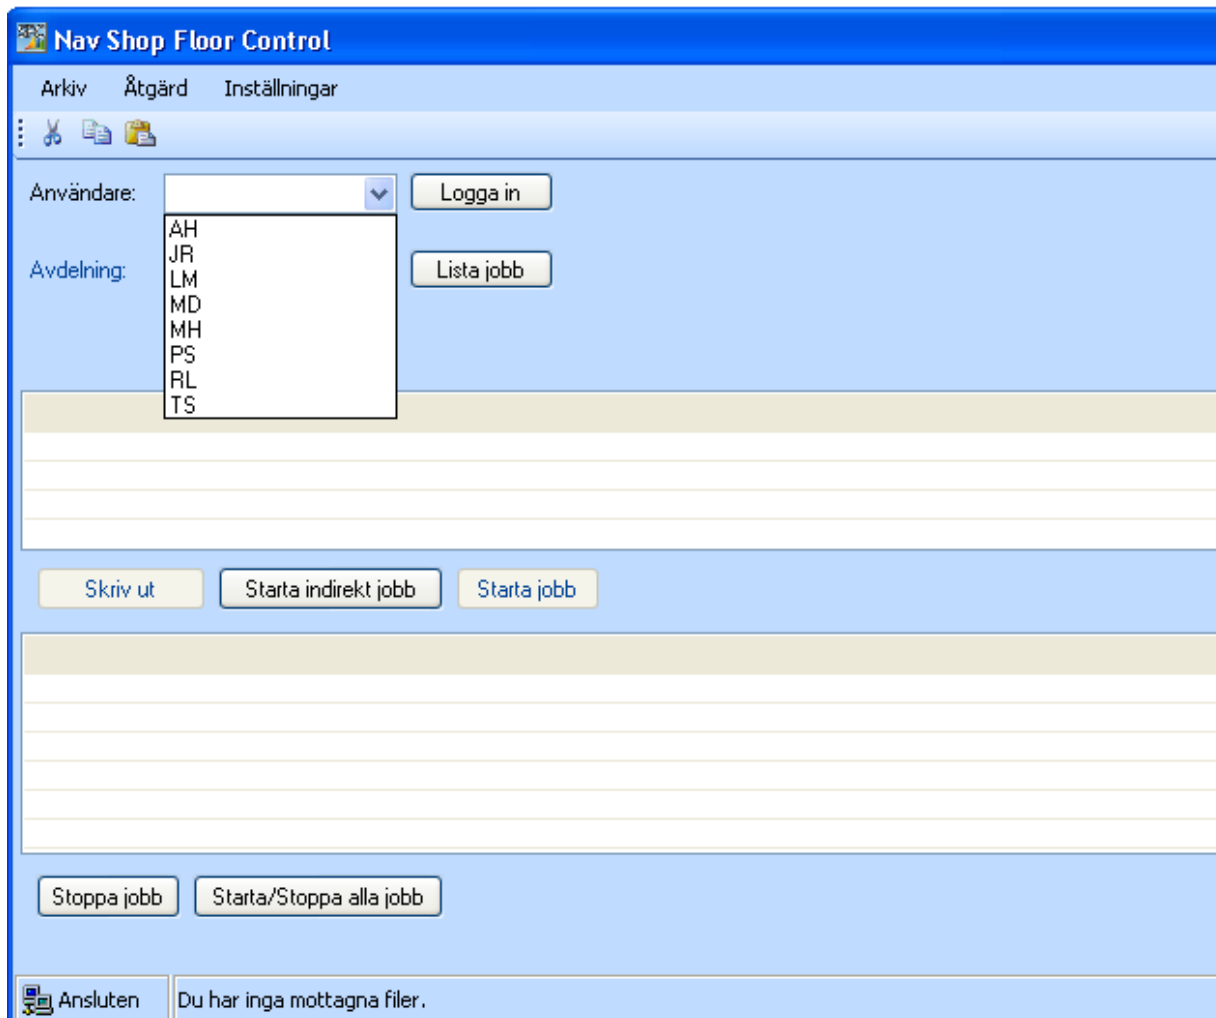 Nav Shop Floor Control
Arkiv Åtgärd Inställningar
Användare: Logga in
AH
JR
Avdelning: Lista jobb
LM
MD
MH
PS
RL
TS
Skriv ut Starta indirekt jobb Starta jobb
Stoppa jobb Starta/Stoppa alla jobb
Ansluten Du har inga mottagna filer.